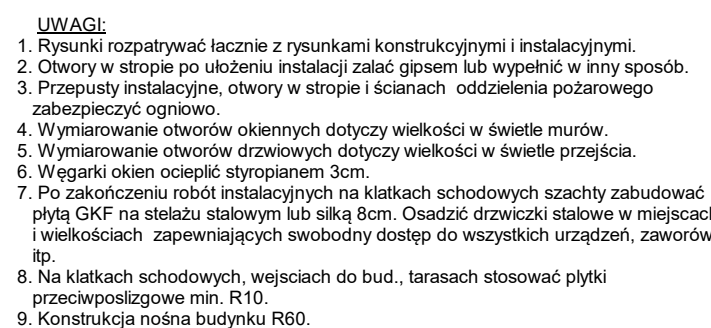 UWAGI:
1. Rysunki rozpatrywać łacznie z rysunkami konstrukcyjnymi i instalacyjnymi.
2. Otwory w stropie po ułożeniu instalacji zalać gipsem lub wypełnić w inny sposób.
3. Przepusty instalacyjne, otwory w stropie i ścianach oddzielenia pożarowego
zabezpieczyć ogniowo.
4. Wymiarowanie otworów okiennych dotyczy wielkości w świetle murów.
5. Wymiarowanie otworów drzwiowych dotyczy wielkości w świetle przejścia.
6. Węgarki okien ocieplić styropianem 3cm.
7. Po zakończeniu robót instalacyjnych na klatkach schodowych szachty zabudować
płytą GKF na stelażu stalowym lub silką 8cm. Osadzić drzwiczki stalowe w miejscach
i wielkościach zapewniających swobodny dostęp do wszystkich urządzeń, zaworów
itp.
8. Na klatkach schodowych, wejsciach do bud., tarasach stosować plytki
przeciwposlizgowe min. R10.
9. Konstrukcja nośna budynku R60.